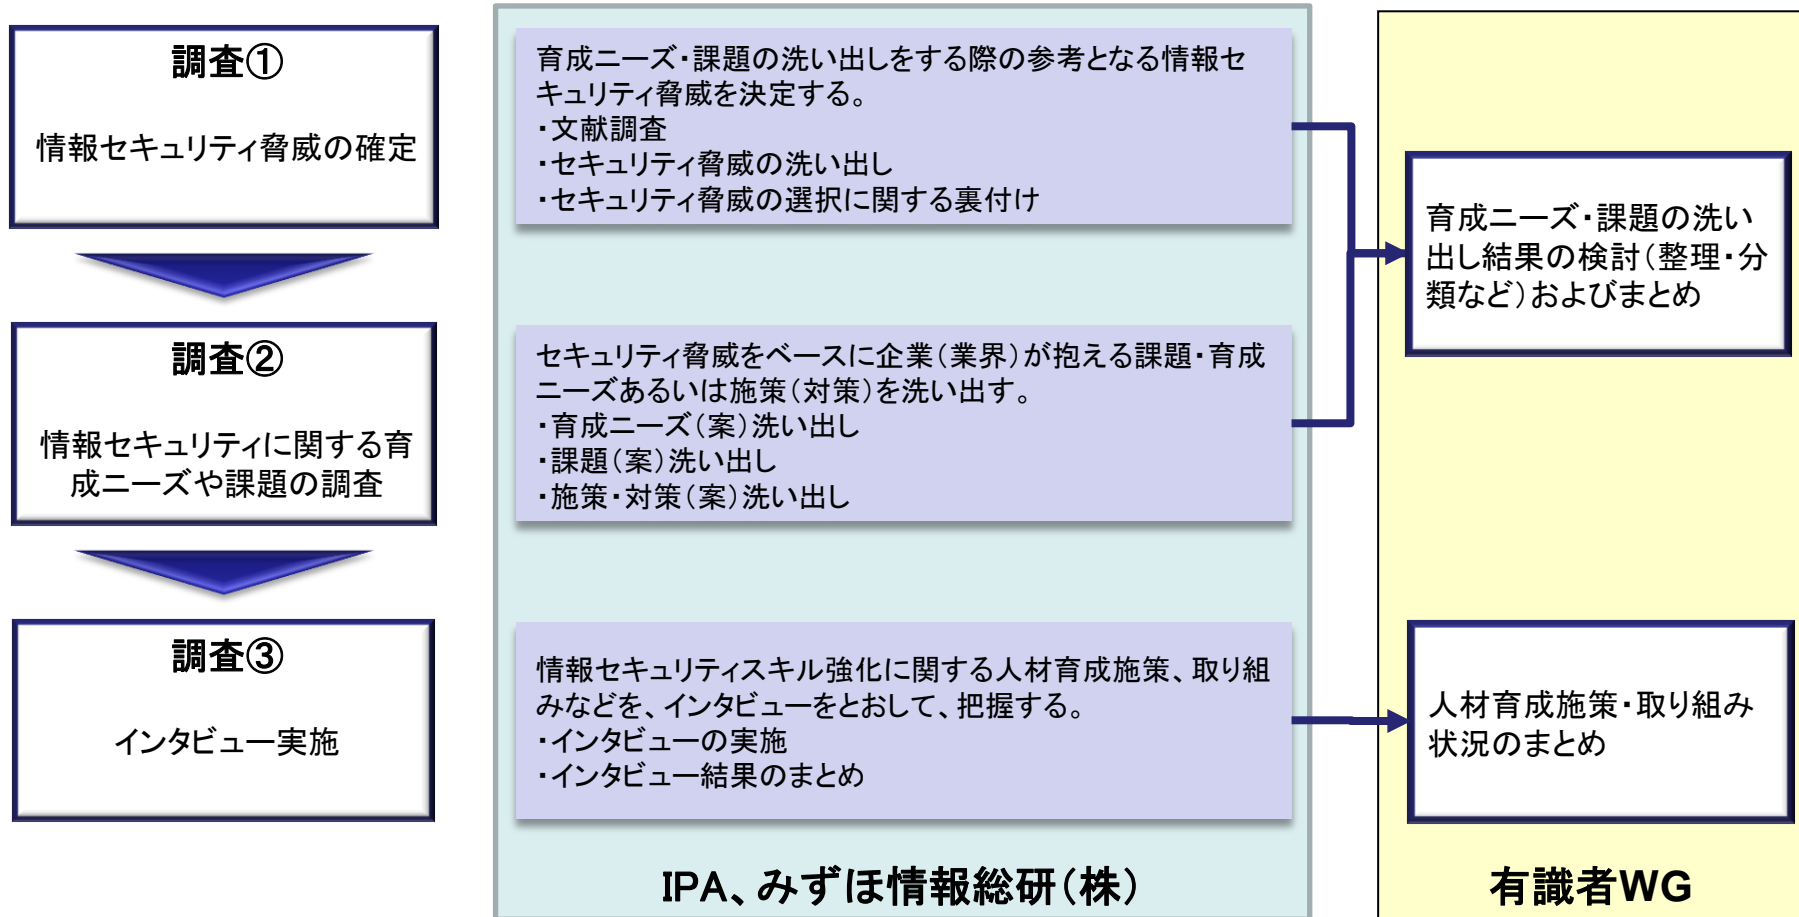 調査①
情報セキュリティ脅威の確定
調査②
情報セキュリティに関する育
成ニーズや課題の調査
調査③
インタビュー実施
育成ニーズ・課題の洗い出しをする際の参考となる情報セ
キュリティ脅威を決定する。
・文献調査
・セキュリティ脅威の洗い出し
・セキュリティ脅威の選択に関する裏付け
セキュリティ脅威をベースに企業(業界)が抱える課題・育成
ニーズあるいは施策(対策)を洗い出す。
・育成ニーズ(案)洗い出し
・課題(案)洗い出し
・施策・対策(案)洗い出し
情報セキュリティスキル強化に関する人材育成施策、取り組
みなどを、インタビューをとおして、把握する。
・インタビューの実施
・インタビュー結果のまとめ
IPA、みずほ情報総研(株)
育成ニーズ・課題の洗い
出し結果の検討(整理・分
類など)およびまとめ
人材育成施策・取り組み
状況のまとめ
有識者WG